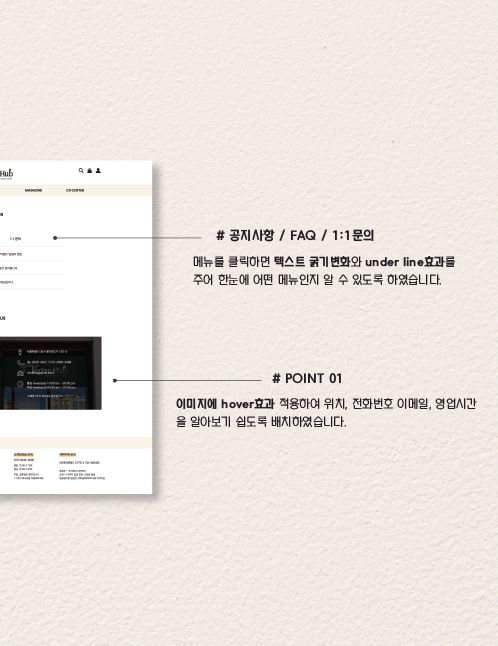 Hub
MAGAZINE
CS CENTER
1:1 문의
# 공지사항 / FAQ / 1:1문의
메뉴를 클릭하면 텍스트 굵기변화와 under line효과를
주어 한눈에 어떤 메뉴인지 알 수 있도록 하였습니다.
US
# POINT 01
이미지에 hover효과 적용하여 위치, 전화번호 이메일, 영업시간
을 알아보기 쉽도록 배치하였습니다.